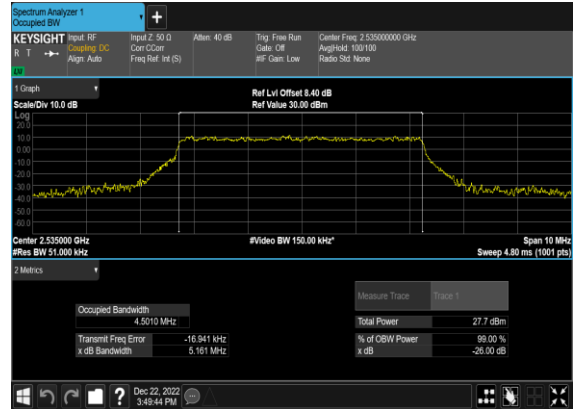 Spectrum Analyzer 1
Occupied BW
+
KEYSIGHT Input: RF Input Z: 50 Ω Atten: 40 dB Trig: Free Run Center Freq: 2.535000000 GHz
R T Coupling: DC Corr CCorr Gate: Off Avg|Hold: 100/100
Align: Auto Freq Ref: Int (S) #IF Gain: Low Radio Std: None
LM
1 Graph Ref Lvl Offset 8.40 dB
Scale/Div 10.0 dB Ref Value 30.00 dBm
Log
20.0
10.0
0.00
-10.0
-20.0
-30.0
-40.0
-50.0
-60.0
Center 2.535000 GHz #Video BW 150.00 kHz* Span 10 MHz
#Res BW 51.000 kHz Sweep 4.80 ms (1001 pts)
2 Metrics
Measure Trace Trace 1
Occupied Bandwidth
4.5010 MHz Total Power 27.7 dBm
Transmit Freq Error -16.941 kHz % of OBW Power 99.00 %
x dB Bandwidth 5.161 MHz x dB -26.00 dB
? Dec 22, 2022
3:49:44 PM